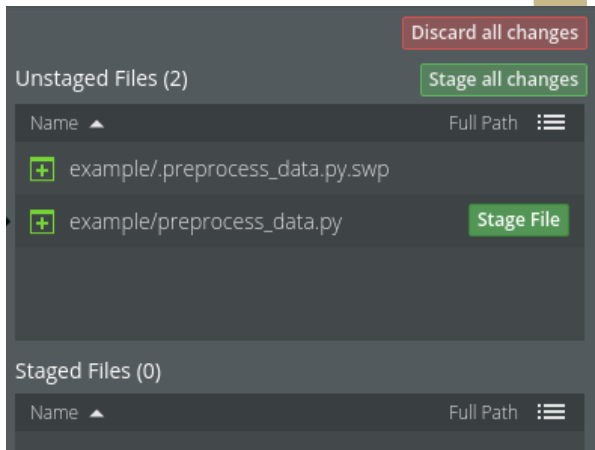 Discard all changes
Unstaged Files (2)
Stage all changes
Name
Full Path
example/.preprocess_data.py.swp
example/preprocess_data.py
Stage File
Staged Files (0)
Name
Full Path